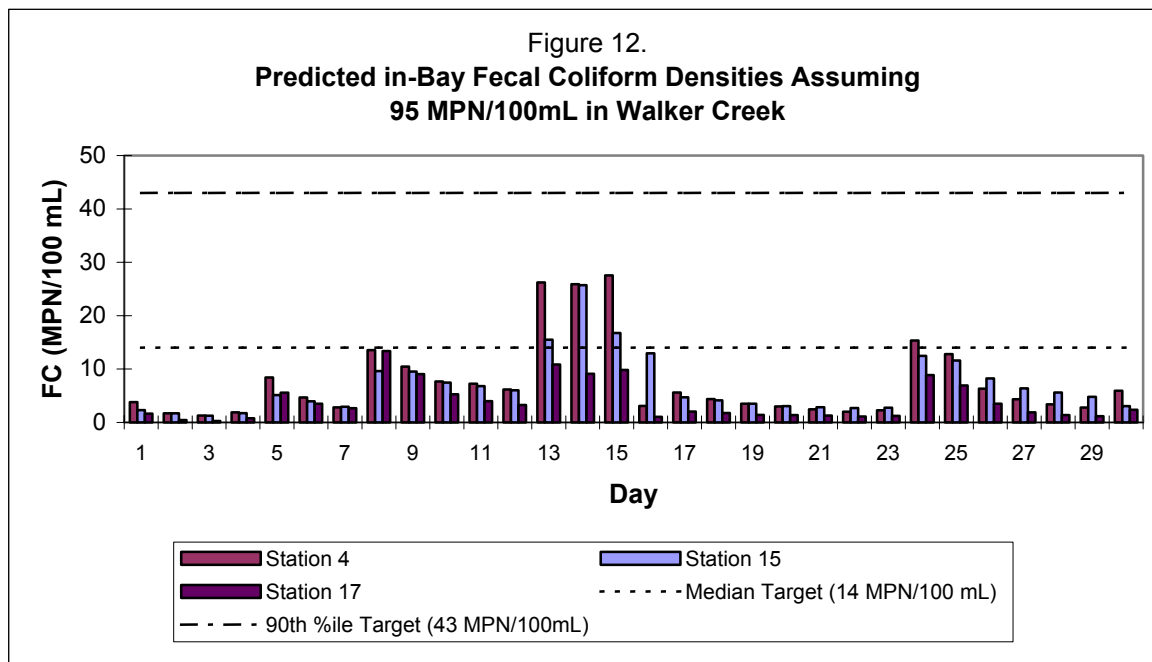 Figure 12.
Predicted in-Bay Fecal Coliform Densities Assuming
95 MPN/100mL in Walker Creek
50
40
30
20
10
0
FC (MPN/100 mL)
1 3 5 7 9 11 13 15 17 19 21 23 25 27 29
Day
Station 4 Station 15
Station 17 Median Target (14 MPN/100 mL)
90th %ile Target (43 MPN/100mL)